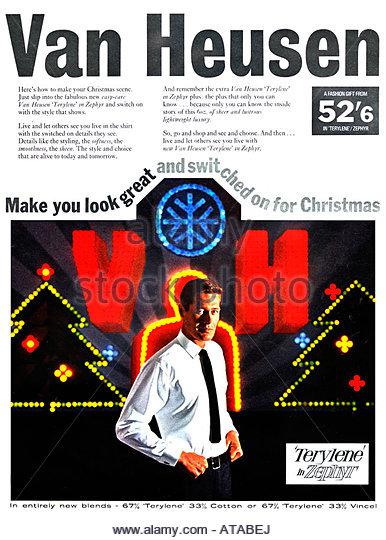 Van Heusen
Here's how to make your Christmas scene.
Just slip into the fabulous new easy-care
Van Heusen 'Terylene' in Zephyr and switch on
with the style that shows.
Live and let others see you live in the shirt
with the switched on details they see.
Details like the styling, the softness, the
smoothness, the sheer. The style and choice
that are alive to today and tomorrow.
And remember the extra Van Heusen 'Terylene'
in Zephyr plus: the plus that only you can
know . . . because only you can know the inside
story of this 6oz. of sheer and lustrous
lightweight luxury.
So, go and shop and see and choose. And then . . .
live and let others see you live with
new Van Heusen 'Terylene' in Zephyr.
A FASHION GIFT FROM
52'6
IN 'TERYLENE'/ZEPHYR
Make you look great and switched on for Christmas
V H
alamy stock photo
'Terylene'
in Zephyr
In entirely new blends - 67% 'Terylene' 33% Cotton or 67% 'Terylene' 33% Vincel
© Nik Taylor / Alamy
alamy.com - ATABEJ